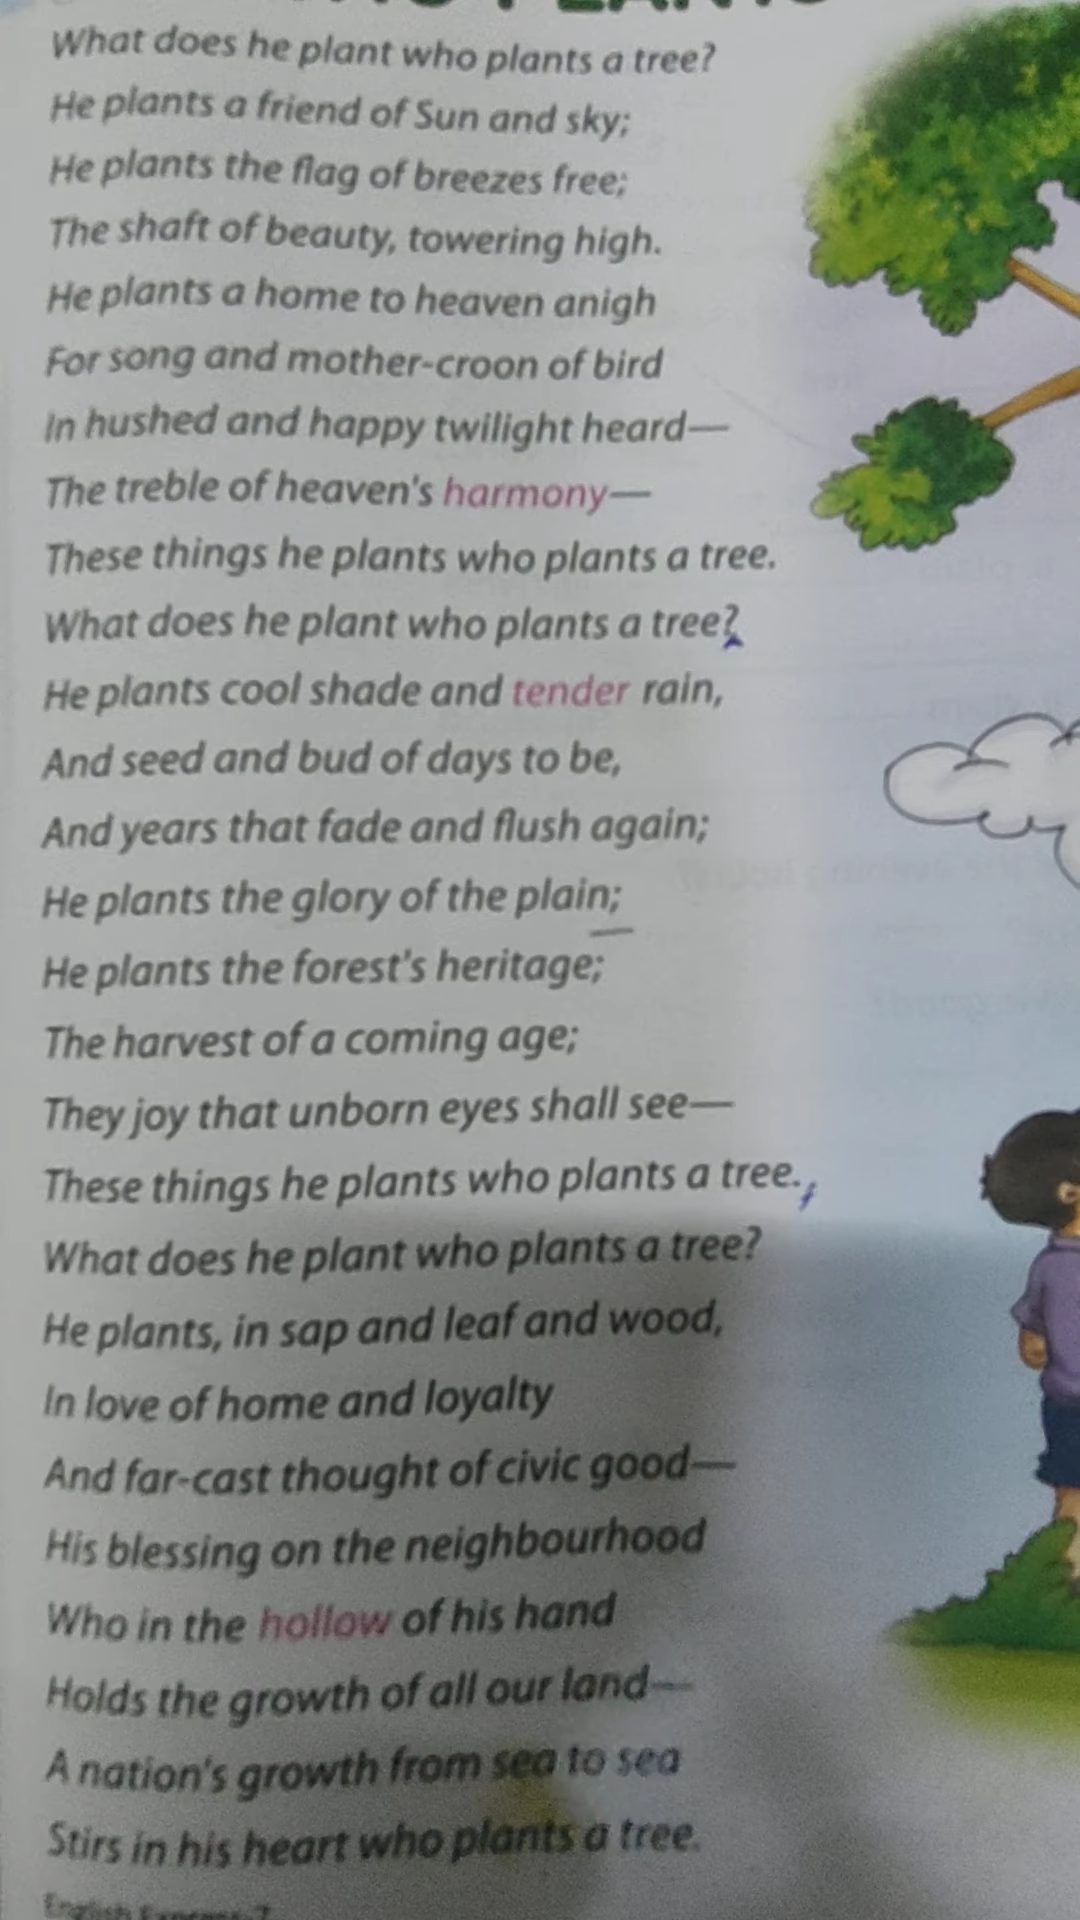 What does he plant who plants a tree?
He plants a friend of Sun and sky;
He plants the flag of breezes free;
The shaft of beauty, towering high.
He plants a home to heaven anigh
For song and mother-croon of bird
In hushed and happy twilight heard—
The treble of heaven's harmony—
These things he plants who plants a tree.
What does he plant who plants a tree?
He plants cool shade and tender rain,
And seed and bud of days to be,
And years that fade and flush again;
He plants the glory of the plain;
He plants the forest's heritage;
The harvest of a coming age;
They joy that unborn eyes shall see—
These things he plants who plants a tree.
What does he plant who plants a tree?
He plants, in sap and leaf and wood,
In love of home and loyalty
And far-cast thought of civic good—
His blessing on the neighbourhood
Who in the hollow of his hand
Holds the growth of all our land—
A nation's growth from sea to sea
Stirs in his heart who plants a tree.
English Express-7